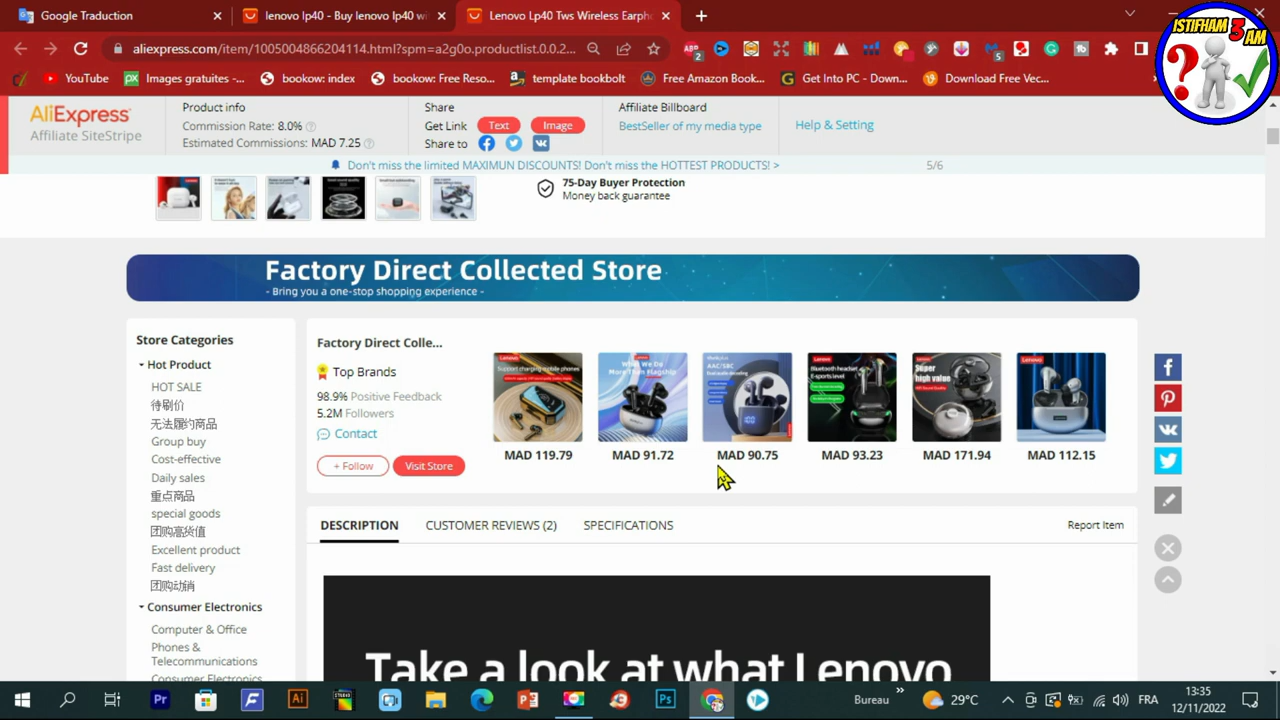 Google Traduction
lenovo lp40 - Buy lenovo lp40 wi
Lenovo Lp40 Tws Wireless Earpho
aliexpress.com/item/1005004866204114.html?spm=a2g0o.productlist.0.0.2...
YouTube
Images gratuites -...
bookow: index
bookow: Free Reso...
template bookbolt
Free Amazon Book...
Get Into PC - Down...
Download Free Vec...
ISTIFHAM 3 AM
AliExpress
Affiliate SiteStripe
Product info
Commission Rate: 8.0%
Estimated Commissions: MAD 7.25
Share
Get Link Text Image
Share to
Affiliate Billboard
BestSeller of my media type
Help & Setting
Don't miss the limited MAXIMUN DISCOUNTS! Don't miss the HOTTEST PRODUCTS! >
5/6
75-Day Buyer Protection
Money back guarantee
Factory Direct Collected Store
- Bring you a one-stop shopping experience -
Store Categories
Hot Product
HOT SALE
待刷价
无法履约商品
Group buy
Cost-effective
Daily sales
重点商品
special goods
团购高货值
Excellent product
Fast delivery
团购动销
Consumer Electronics
Computer & Office
Phones &
Telecommunications
Consumer Electronics
Factory Direct Colle...
Top Brands
98.9% Positive Feedback
5.2M Followers
Contact
+ Follow
Visit Store
MAD 119.79
MAD 91.72
MAD 90.75
MAD 93.23
MAD 171.94
MAD 112.15
DESCRIPTION
CUSTOMER REVIEWS (2)
SPECIFICATIONS
Report Item
Take a look at what Lenovo
Bureau
29°C
FRA
13:35
12/11/2022